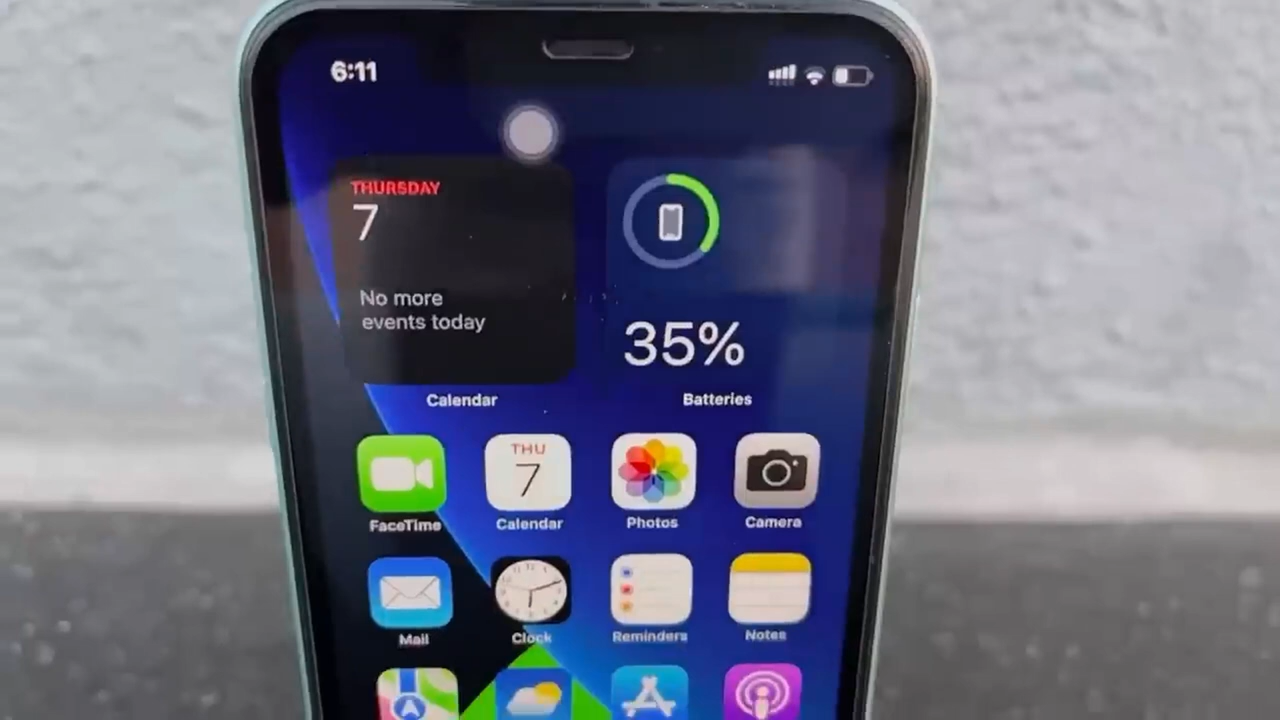 6:11
THURSDAY
7
No more
events today
35%
Calendar
Batteries
THU
7
FaceTime
Calendar
Photos
Camera
Mail
Clock
Reminders
Notes